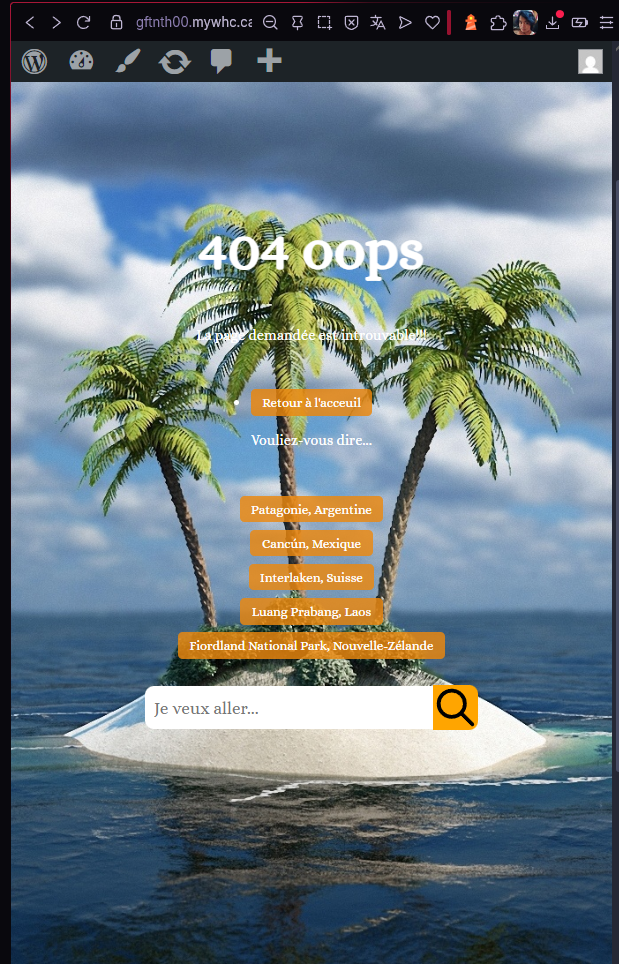 gftnth00.mywhc.ca
404 oops
La page demandée est introuvable!!!
Retour à l'acceuil
Vouliez-vous dire...
Patagonie, Argentine
Cancún, Mexique
Interlaken, Suisse
Luang Prabang, Laos
Fiordland National Park, Nouvelle-Zélande
Je veux aller...